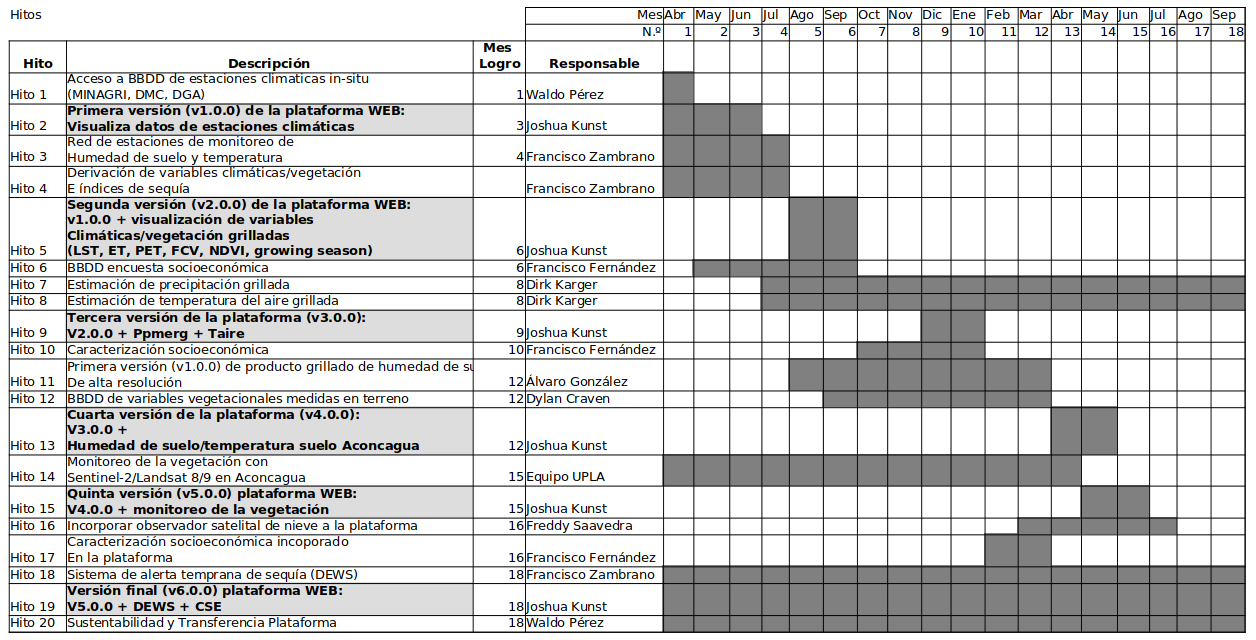 Hitos
Mes Abr May Jun Jul Ago Sep Oct Nov Dic Ene Feb Mar Abr May Jun Jul Ago Sep
N.º 1 2 3 4 5 6 7 8 9 10 11 12 13 14 15 16 17 18
Hito Descripción Mes Logro Responsable
Acceso a BBDD de estaciones climaticas in-situ
Hito 1 (MINAGRI, DMC, DGA) 1 Waldo Pérez
Primera versión (v1.0.0) de la plataforma WEB:
Hito 2 Visualiza datos de estaciones climáticas 3 Joshua Kunst
Red de estaciones de monitoreo de
Hito 3 Humedad de suelo y temperatura 4 Francisco Zambrano
Derivación de variables climáticas/vegetación
Hito 4 E índices de sequía Francisco Zambrano
Segunda versión (v2.0.0) de la plataforma WEB:
v1.0.0 + visualización de variables
Climáticas/vegetación grilladas
Hito 5 (LST, ET, PET, FCV, NDVI, growing season) 6 Joshua Kunst
Hito 6 BBDD encuesta socioeconómica 6 Francisco Fernández
Hito 7 Estimación de precipitación grillada 8 Dirk Karger
Hito 8 Estimación de temperatura del aire grillada 8 Dirk Karger
Tercera versión de la plataforma (v3.0.0):
Hito 9 V2.0.0 + Ppmerg + Taire 9 Joshua Kunst
Hito 10 Caracterización socioeconómica 10 Francisco Fernández
Primera versión (v1.0.0) de producto grillado de humedad de su
Hito 11 De alta resolución 12 Álvaro González
Hito 12 BBDD de variables vegetacionales medidas en terreno 12 Dylan Craven
Cuarta versión de la plataforma (v4.0.0):
V3.0.0 +
Hito 13 Humedad de suelo/temperatura suelo Aconcagua 12 Joshua Kunst
Monitoreo de la vegetación con
Hito 14 Sentinel-2/Landsat 8/9 en Aconcagua 15 Equipo UPLA
Quinta versión (v5.0.0) plataforma WEB:
Hito 15 V4.0.0 + monitoreo de la vegetación 15 Joshua Kunst
Hito 16 Incorporar observador satelital de nieve a la plataforma 16 Freddy Saavedra
Caracterización socioeconómica incoporado
Hito 17 En la plataforma 16 Francisco Fernández
Hito 18 Sistema de alerta temprana de sequía (DEWS) 18 Francisco Zambrano
Versión final (v6.0.0) plataforma WEB:
Hito 19 V5.0.0 + DEWS + CSE 18 Joshua Kunst
Hito 20 Sustentabilidad y Transferencia Plataforma 18 Waldo Pérez